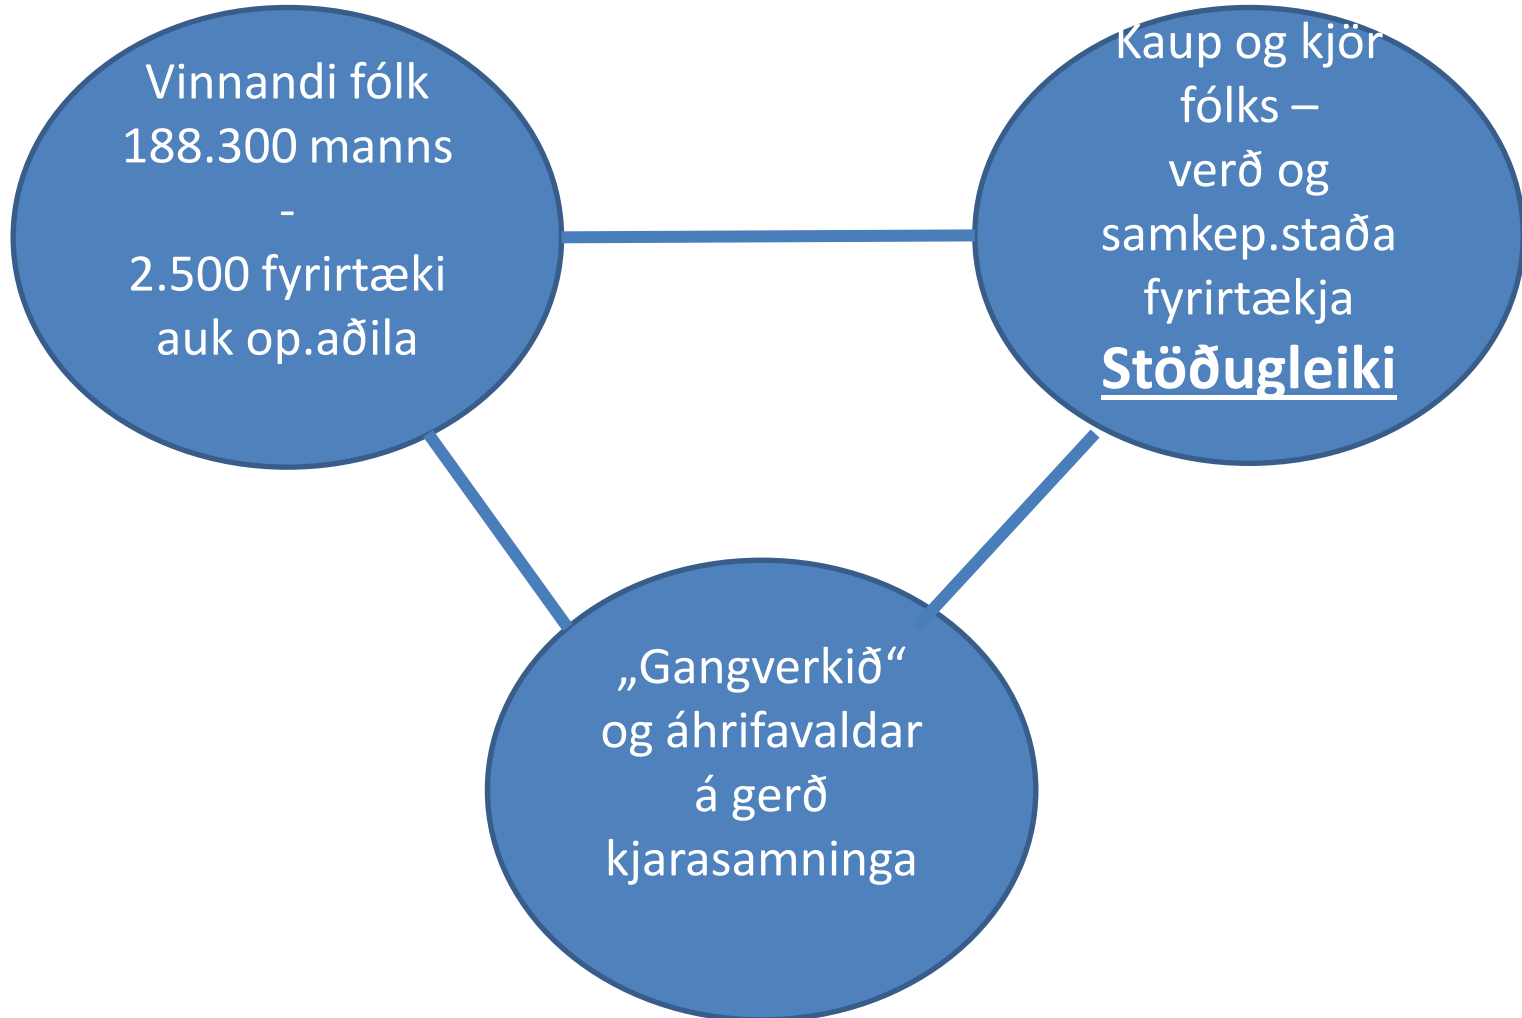 Vinnandi fólk
188.300 manns
-
2.500 fyrirtæki
auk op.aðila
Kaup og kjör
fólks –
verð og
samkep.staða
fyrirtækja
Stöðugleiki
„Gangverkið“
og áhrifavaldar
á gerð
kjarasamninga